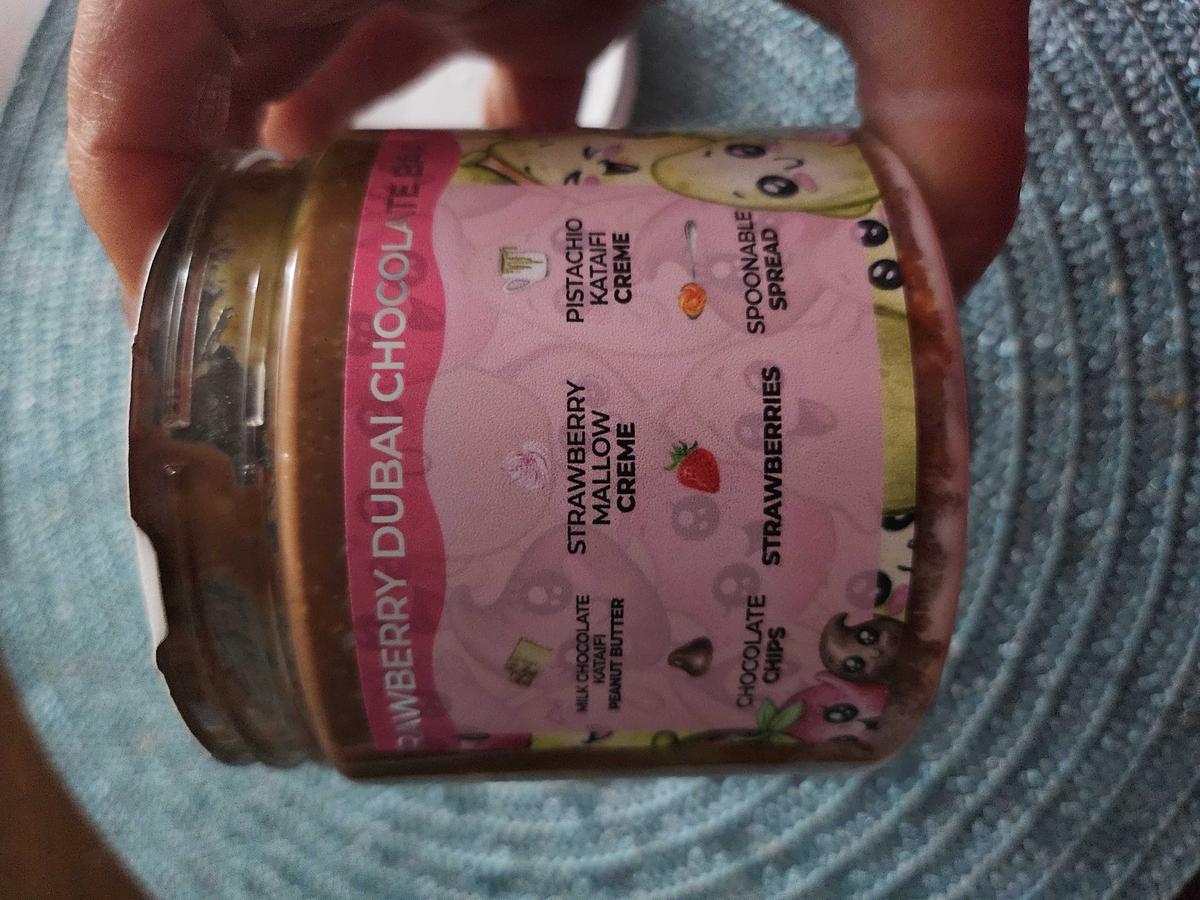 RAWBERRY DUBAI CHOCOLATE BAR
MILK CHOCOLATE
KATAIFI
PEANUT BUTTER
STRAWBERRY
MALLOW
CREME
PISTACHIO
KATAIFI
CREME
CHOCOLATE
CHIPS
STRAWBERRIES
SPOONABLE
SPREAD